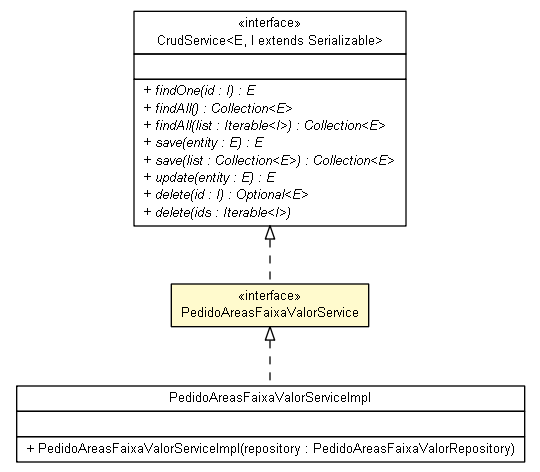 «interface»
CrudService<E, I extends Serializable>
+ findOne(id : I) : E
+ findAll() : Collection<E>
+ findAll(list : Iterable<I>) : Collection<E>
+ save(entity : E) : E
+ save(list : Collection<E>) : Collection<E>
+ update(entity : E) : E
+ delete(id : I) : Optional<E>
+ delete(ids : Iterable<I>)
«interface»
PedidoAreasFaixaValorService
PedidoAreasFaixaValorServiceImpl
+ PedidoAreasFaixaValorServiceImpl(repository : PedidoAreasFaixaValorRepository)